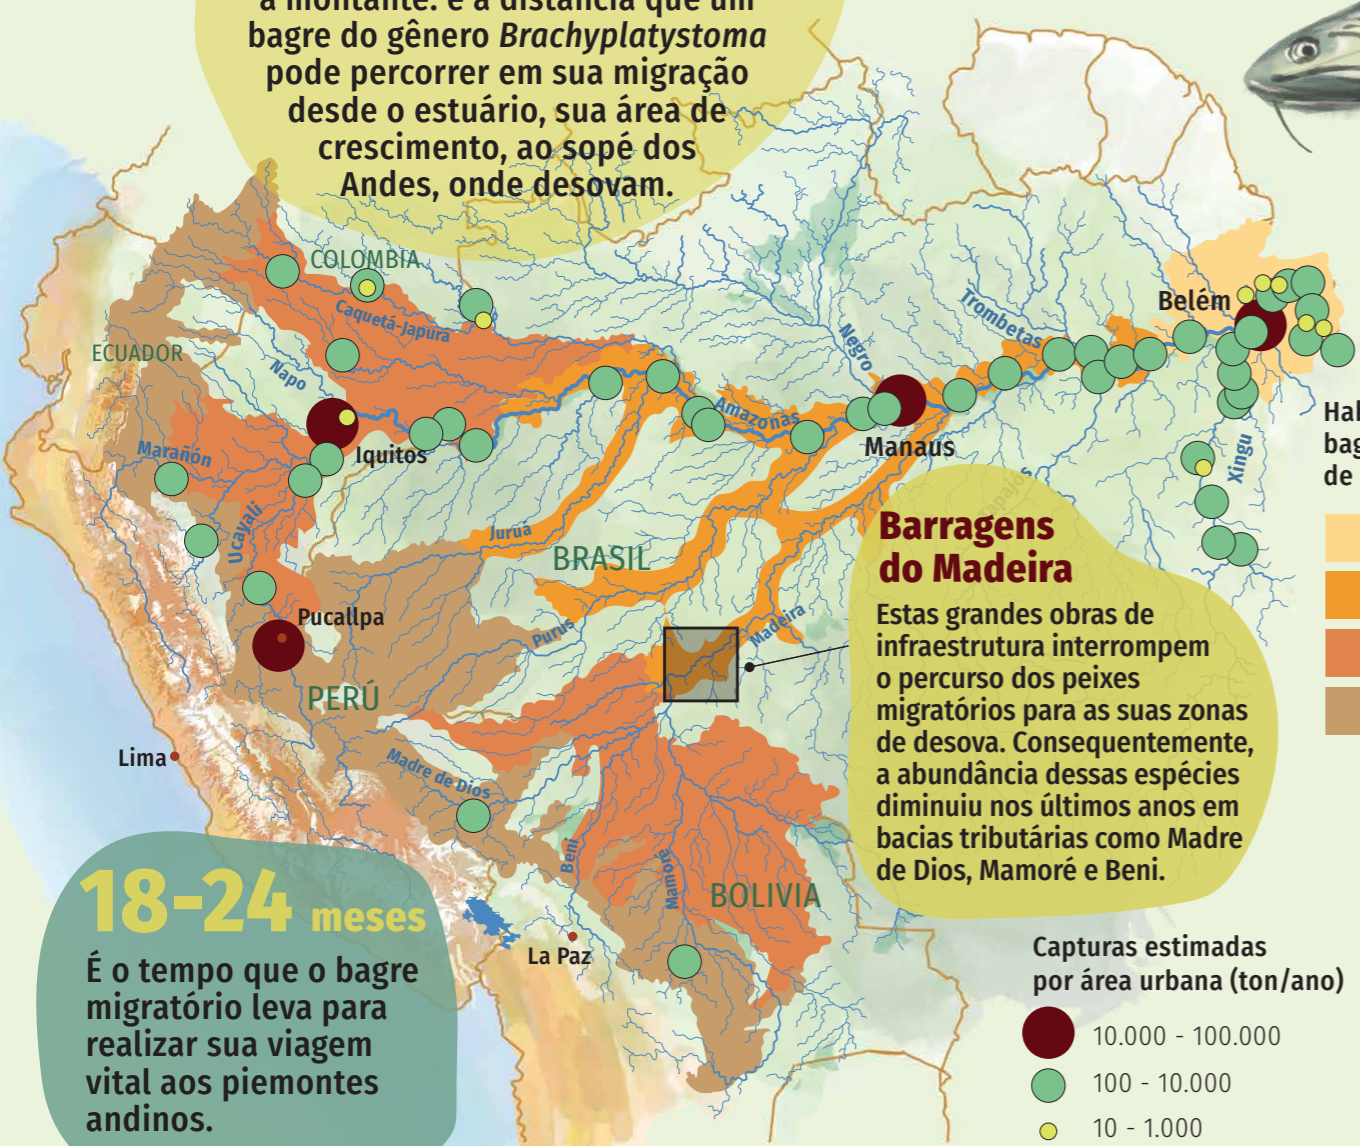 a montante: é a distância que um
bagre do gênero Brachyplatystoma
pode percorrer em sua migração
desde o estuário, sua área de
crescimento, ao sopé dos
Andes, onde desovam.
COLOMBIA
Caquetá-Japurá
ECUADOR
Napo
Negro
Trombetas
Belém
Marañón
Iquitos
Amazonas
Manaus
Xingu
Hal
bag
de
Ucayali
Juruá
BRASIL
Pucallpa
Purus
Madeira
PERÚ
Lima
Madre de Dios
Beni
Mamoré
BOLIVIA
La Paz
Barragens
do Madeira
Estas grandes obras de
infraestrutura interrompem
o percurso dos peixes
migratórios para as suas zonas
de desova. Consequentemente,
a abundância dessas espécies
diminuiu nos últimos anos em
bacias tributárias como Madre
de Dios, Mamoré e Beni.
18-24 meses
É o tempo que o bagre
migratório leva para
realizar sua viagem
vital aos piemontes
andinos.
Capturas estimadas
por área urbana (ton/ano)
10.000 - 100.000
100 - 10.000
10 - 1.000